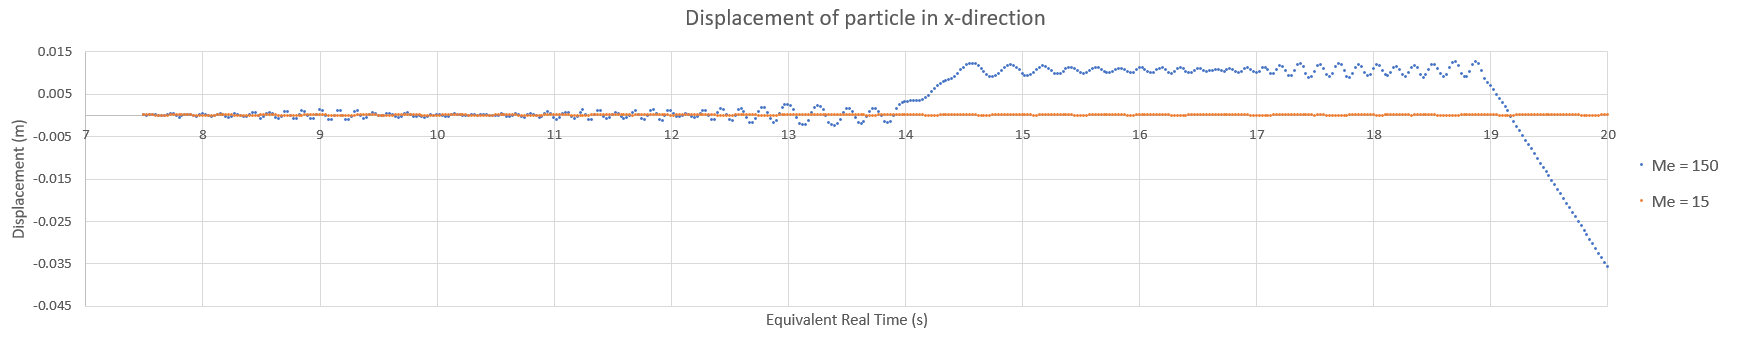 Displacement of particle in x-direction
0.015
0.005
-0.005
-0.015
-0.025
-0.035
-0.045
Displacement (m)
7 8 9 10 11 12 13 14 15 16 17 18 19 20
Equivalent Real Time (s)
Me = 150
Me = 15